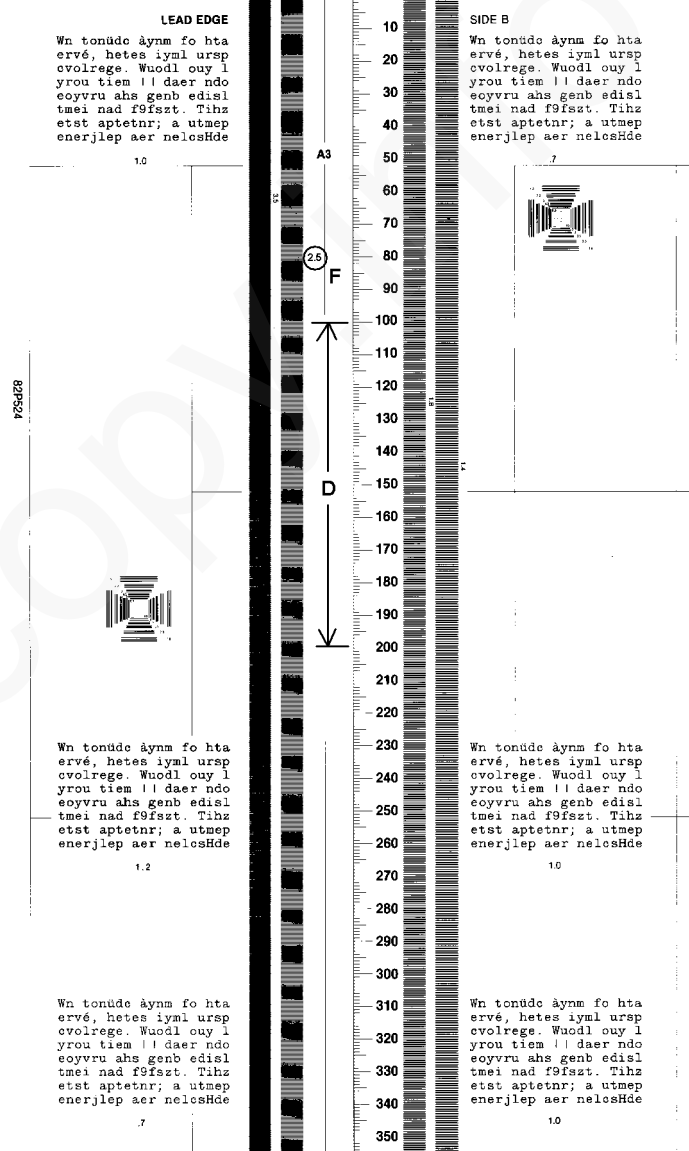 LEAD EDGE
Wn tonüdc àynm fo hta
ervé, hetes iyml ursp
cvolrege. Wuodl ouy l
yrou tiem || daer ndo
eoyvru ahs genb edisl
tmei nad f9fszt. Tihz
etst aptetnr; a utmep
enerjlep aer nelcsHde
1.0
82P524
Wn tonüdc àynm fo hta
ervé, hetes iyml ursp
cvolrege. Wuodl ouy l
yrou tiem || daer ndo
eoyvru ahs genb edisl
tmei nad f9fszt. Tihz
etst aptetnr; a utmep
enerjlep aer nelcsHde
1.2
Wn tonüdc àynm fo hta
ervé, hetes iyml ursp
cvolrege. Wuodl ouy l
yrou tiem || daer ndo
eoyvru ahs genb edisl
tmei nad f9fszt. Tihz
etst aptetnr; a utmep
enerjlep aer nelcsHde
.7
3.5
A3
2.5
F
D
10
20
30
40
50
60
70
80
90
100
110
120
130
140
150
160
170
180
190
200
210
220
230
240
250
260
270
280
290
300
310
320
330
340
350
1.8
1.4
SIDE B
Wn tonüdc àynm fo hta
ervé, hetes iyml ursp
cvolrege. Wuodl ouy l
yrou tiem || daer ndo
eoyvru ahs genb edisl
tmei nad f9fszt. Tihz
etst aptetnr; a utmep
enerjlep aer nelcsHde
.7
Wn tonüdc àynm fo hta
ervé, hetes iyml ursp
cvolrege. Wuodl ouy l
yrou tiem || daer ndo
eoyvru ahs genb edisl
tmei nad f9fszt. Tihz
etst aptetnr; a utmep
enerjlep aer nelcsHde
1.0
Wn tonüdc àynm fo hta
ervé, hetes iyml ursp
cvolrege. Wuodl ouy l
yrou tiem || daer ndo
eoyvru ahs genb edisl
tmei nad f9fszt. Tihz
etst aptetnr; a utmep
enerjlep aer nelcsHde
1.0